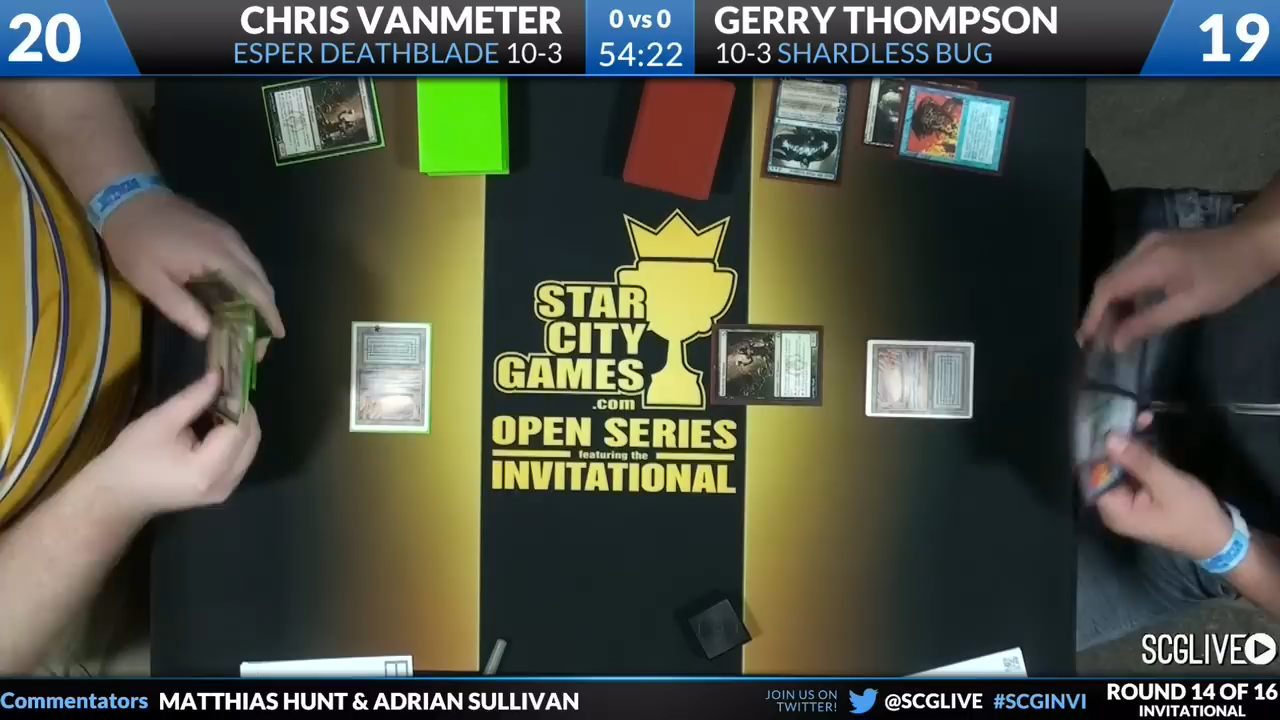 20
CHRIS VANMETER
ESPER DEATHBLADE 10-3
0 vs 0
54:22
GERRY THOMPSON
10-3 SHARDLESS BUG
19
STAR
CITY
GAMES
.com
OPEN SERIES
featuring the
INVITATIONAL
SCGLIVE
Commentators MATTHIAS HUNT & ADRIAN SULLIVAN
JOIN US ON
TWITTER!
@SCGLIVE #SCGINVI
ROUND 14 OF 16
INVITATIONAL